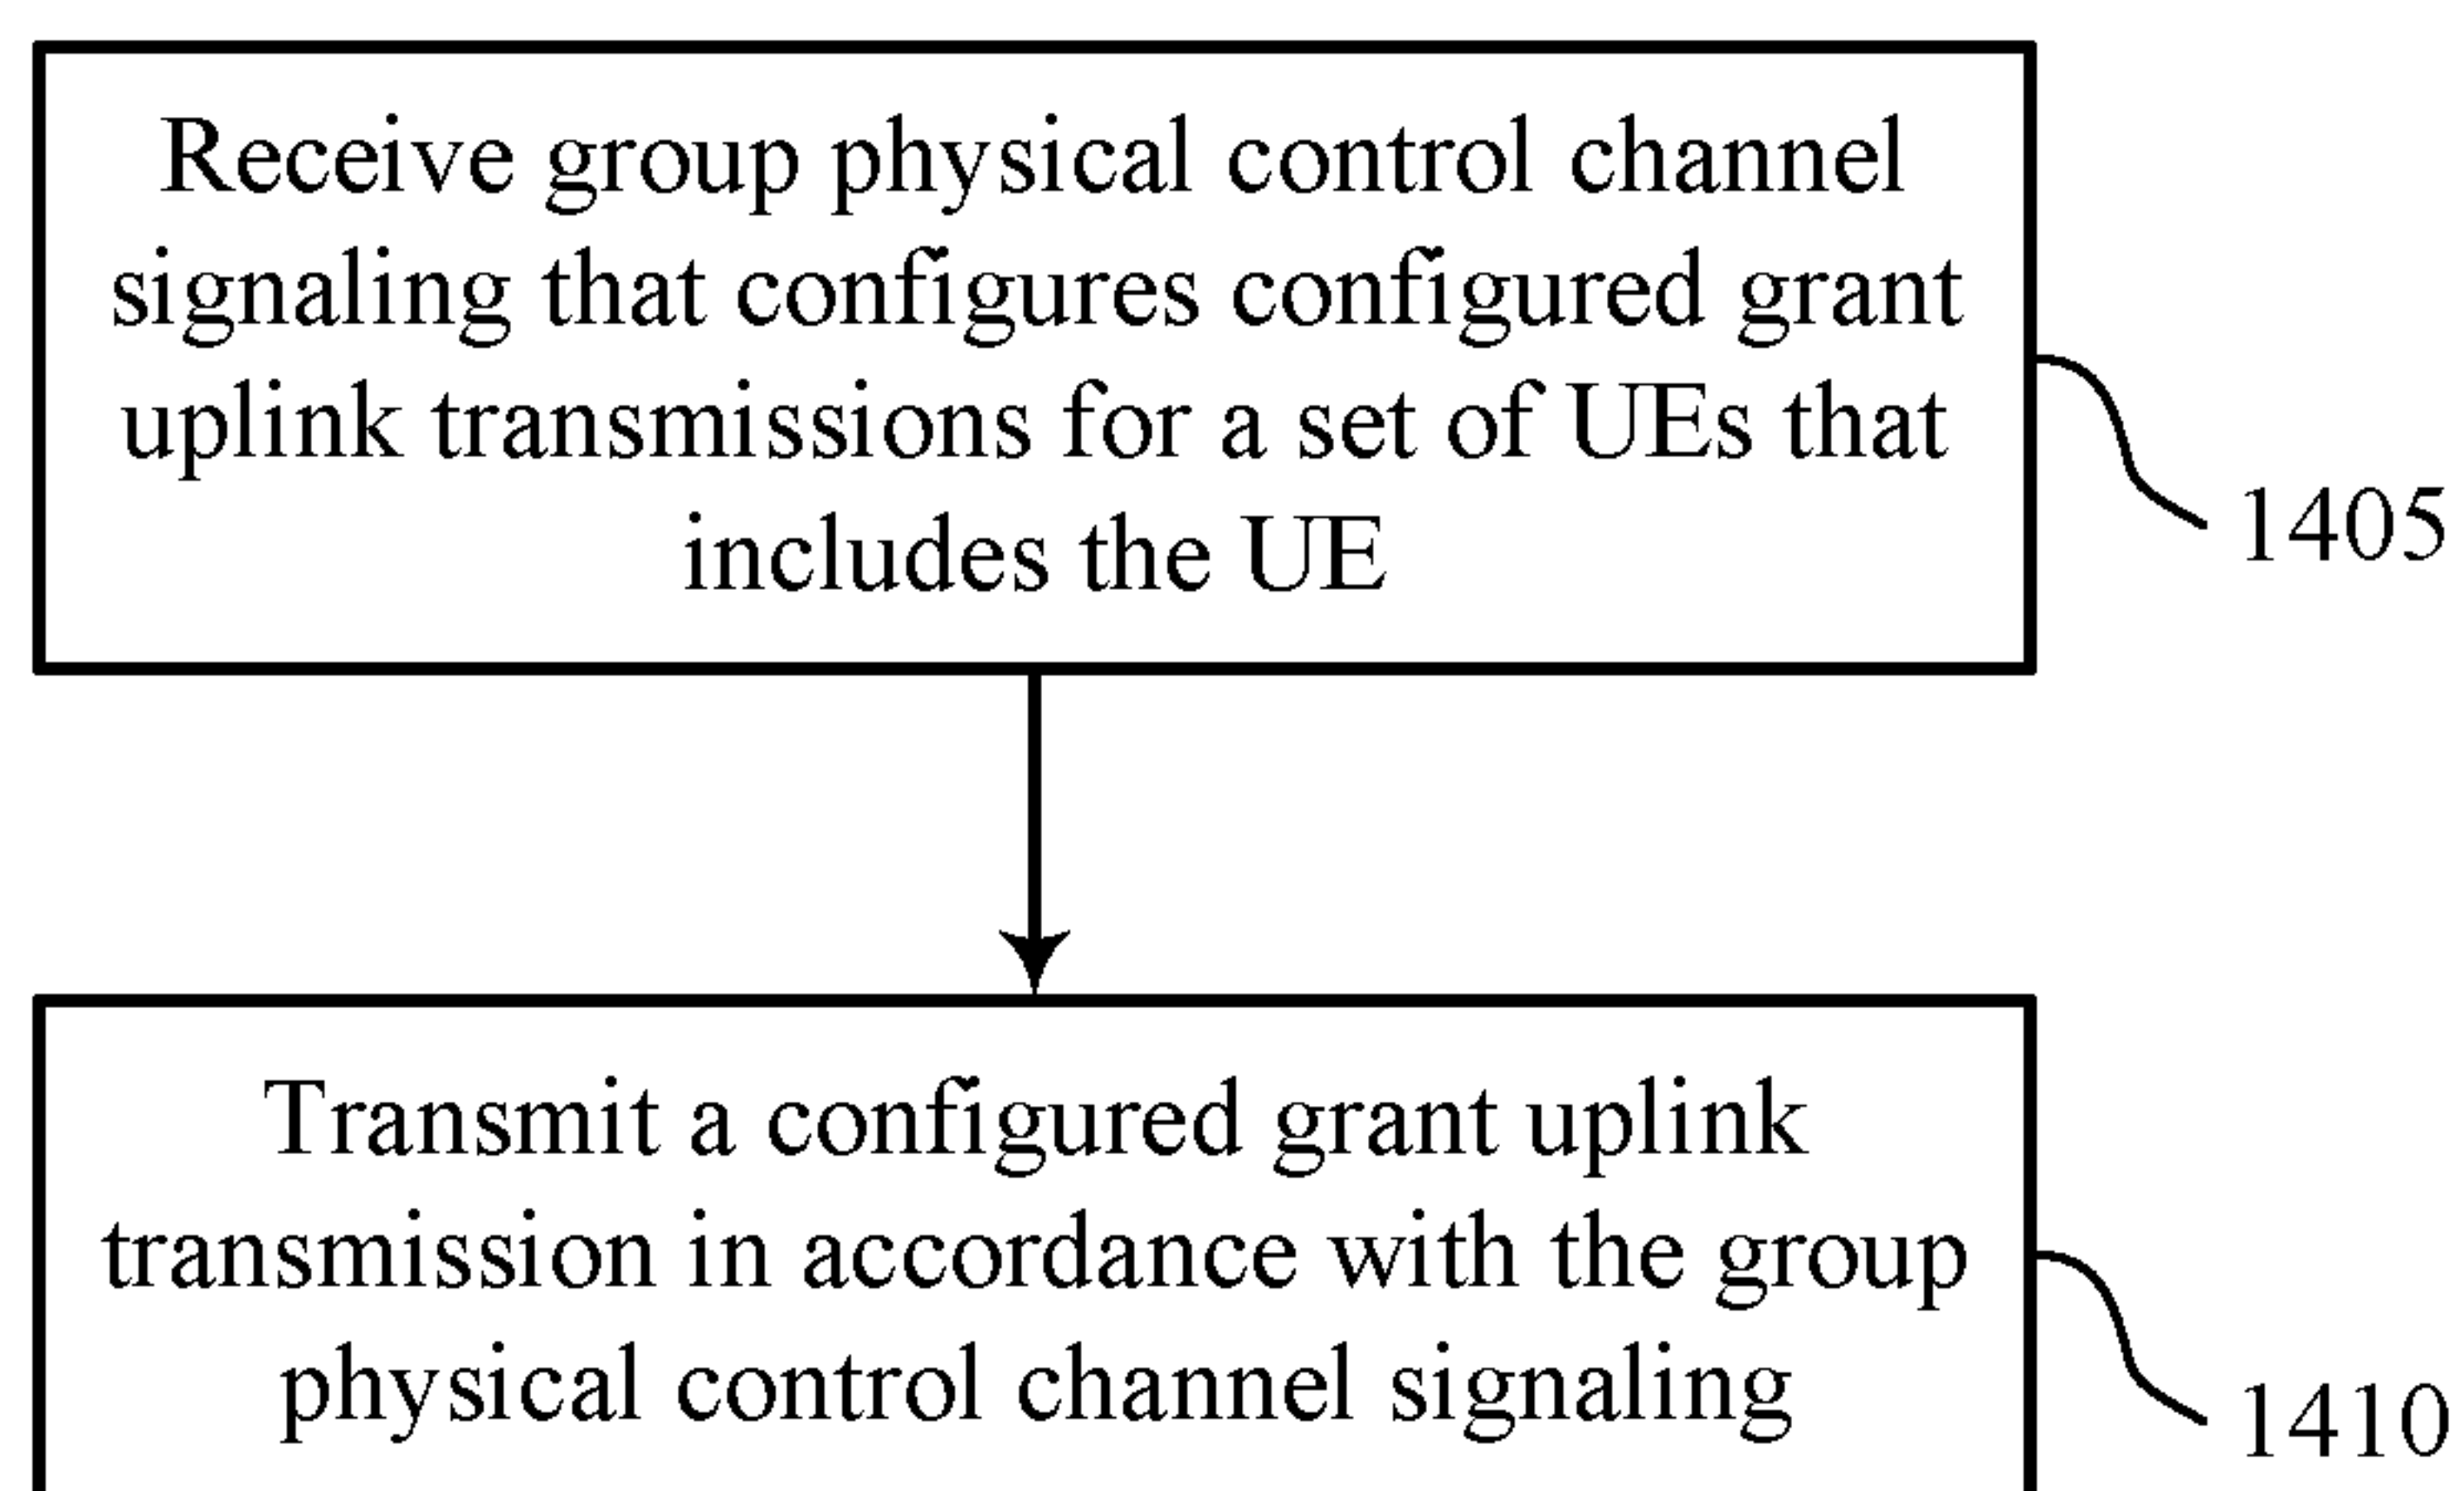 Receive group physical control channel
signaling that configures configured grant
uplink transmissions for a set of UEs that
includes the UE
1405
Transmit a configured grant uplink
transmission in accordance with the group
physical control channel signaling
1410